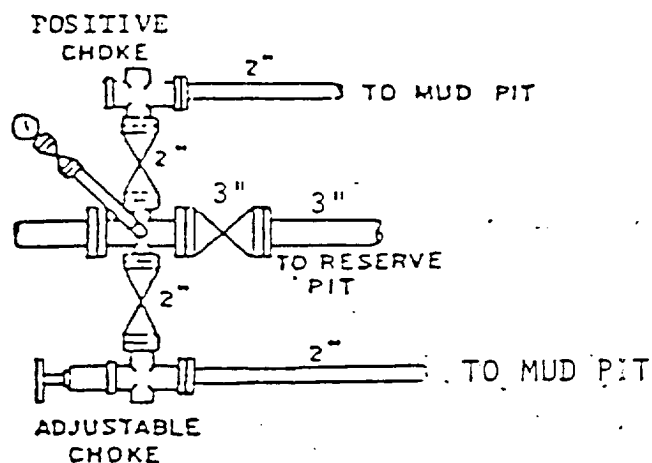 POSITIVE
CHOKE
2"
TO MUD PIT
2"
3"
3"
TO RESERVE
PIT
2"
2"
TO MUD PIT
ADJUSTABLE
CHOKE